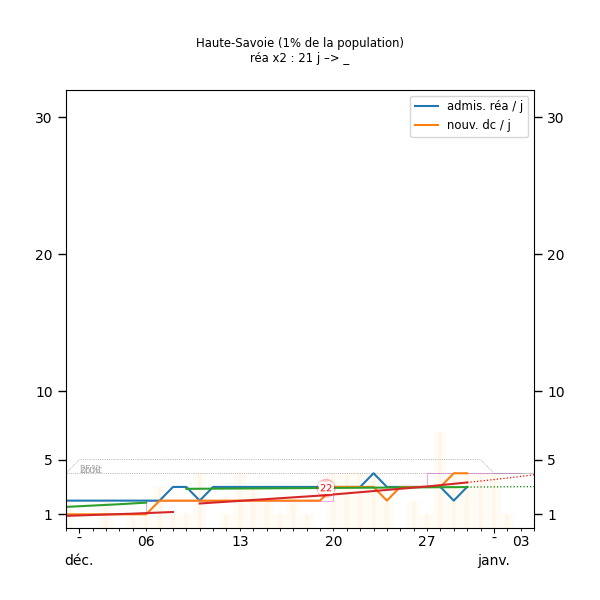 Haute-Savoie (1% de la population)
réa x2 : 21 j –> _
admis. réa / j
nouv. dc / j
30 30
20 20
10 10
5 5
22
1 1
- 06 13 20 27 - 03
déc. janv.